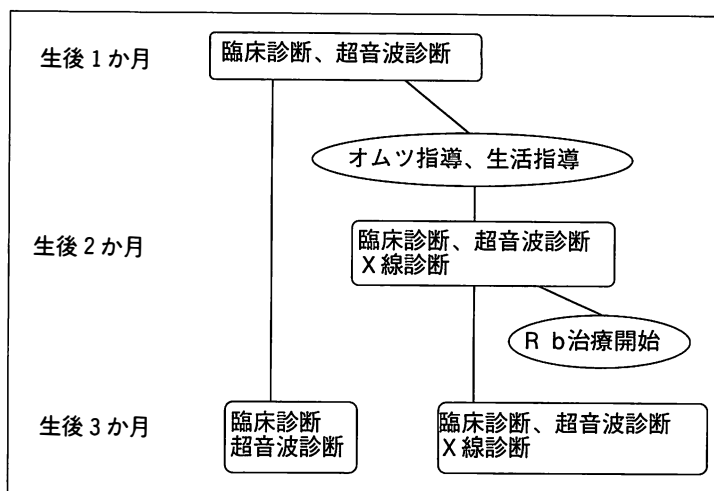 生後1か月
臨床診断、超音波診断
オムツ指導、生活指導
生後2か月
臨床診断、超音波診断
X線診断
R b治療開始
生後3か月
臨床診断
超音波診断
臨床診断、超音波診断
X線診断